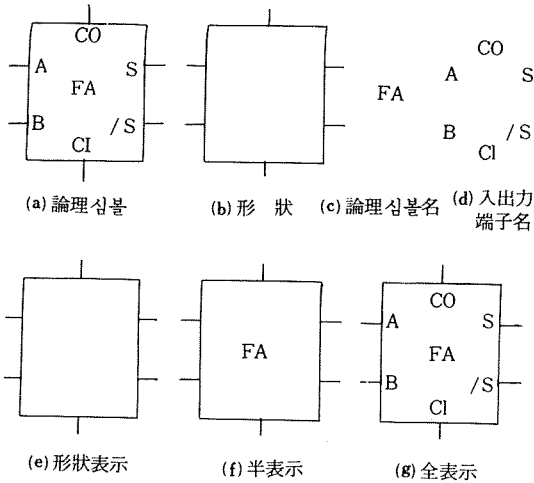 CO
A S
FA
B /S
CI
(a) 論理심볼
(b) 形 狀
FA
(c) 論理심볼名
CO
A S
B /S
CI
(d) 入出力
端子名
(e) 形狀表示
FA
(f) 半表示
CO
A S
FA
B /S
CI
(g) 全表示